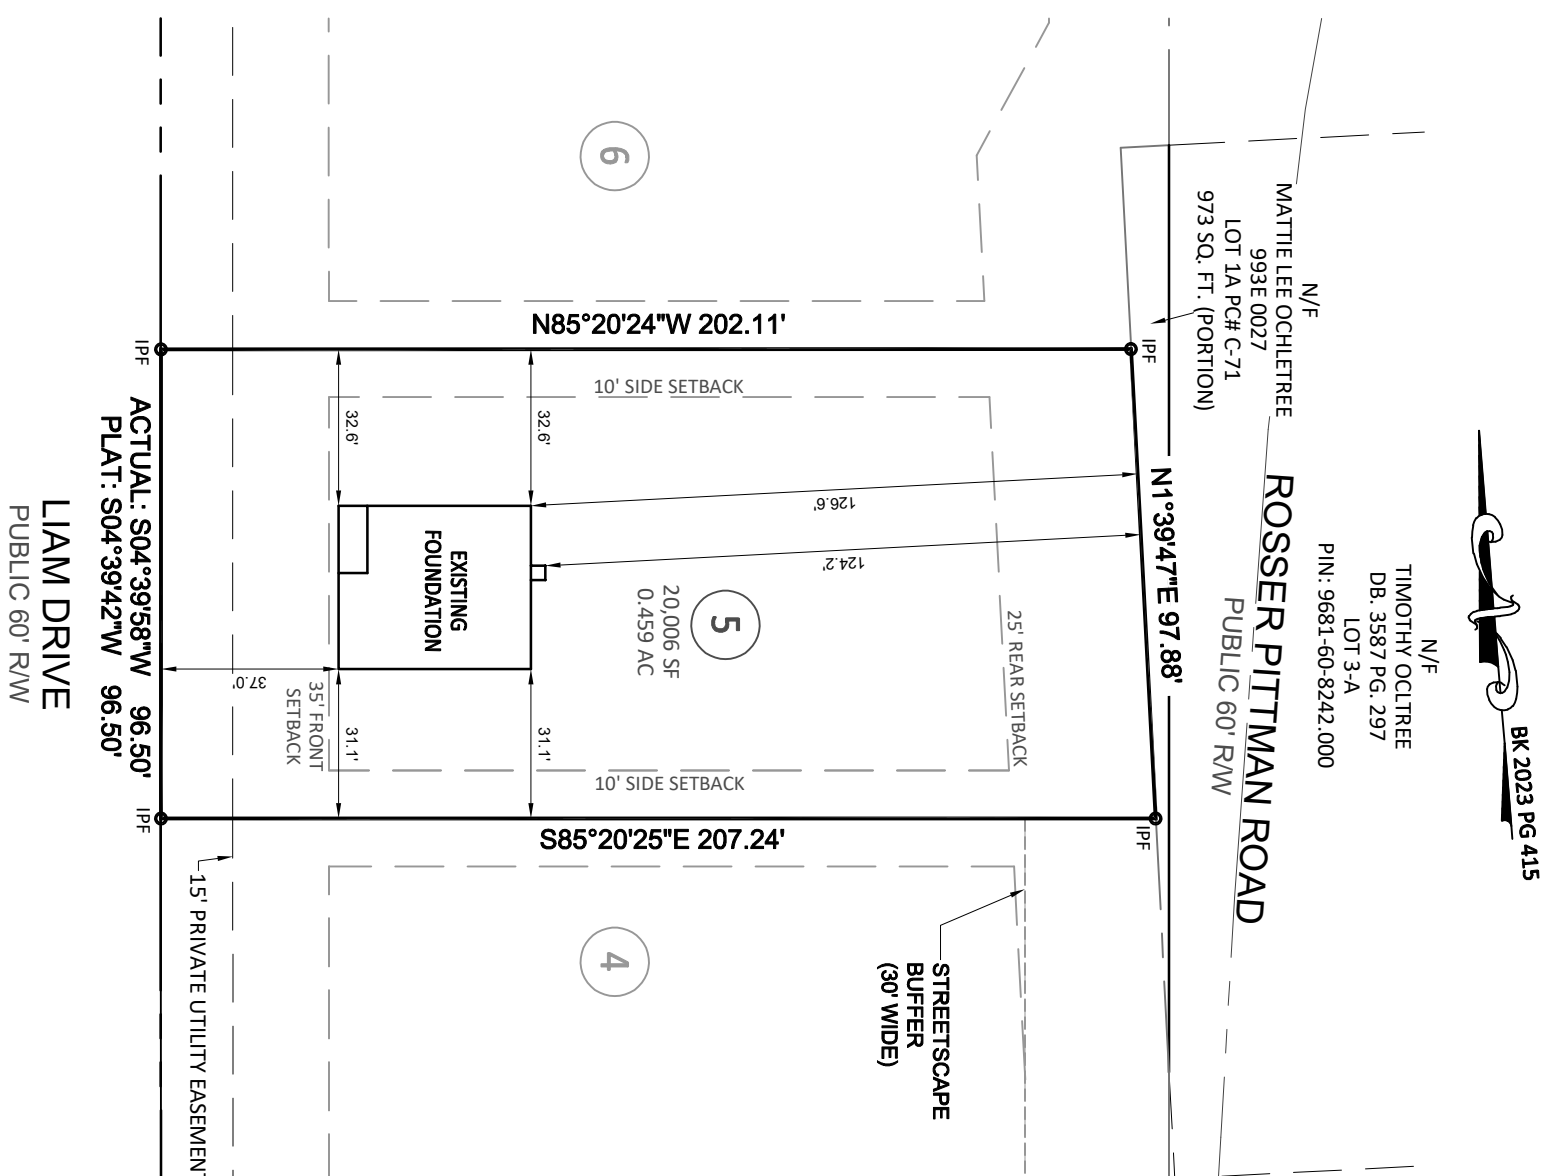 BK 2023 PG 415
N/F
TIMOTHY OCLTREE
DB. 3587 PG. 297
LOT 3-A
PIN: 9681-60-8242.000
N/F
MATTIE LEE OCHLETREE
993E 0027
LOT 1A PC# C-71
973 SQ. FT. (PORTION)
ROSSER PITTMAN ROAD
PUBLIC 60' R/W
N1°39'47"E 97.88'
IPF
IPF
6
N85°20'24"W 202.11'
10' SIDE SETBACK
25' REAR SETBACK
32.6'
32.6'
126.6'
124.2'
5
20,006 SF
0.459 AC
EXISTING
FOUNDATION
31.1'
31.1'
37.0'
35' FRONT
SETBACK
10' SIDE SETBACK
S85°20'25"E 207.24'
STREETSCAPE
BUFFER
(30' WIDE)
4
15' PRIVATE UTILITY EASEMENT
IPF
IPF
ACTUAL: S04°39'58"W 96.50'
PLAT: S04°39'42"W 96.50'
LIAM DRIVE
PUBLIC 60' R/W